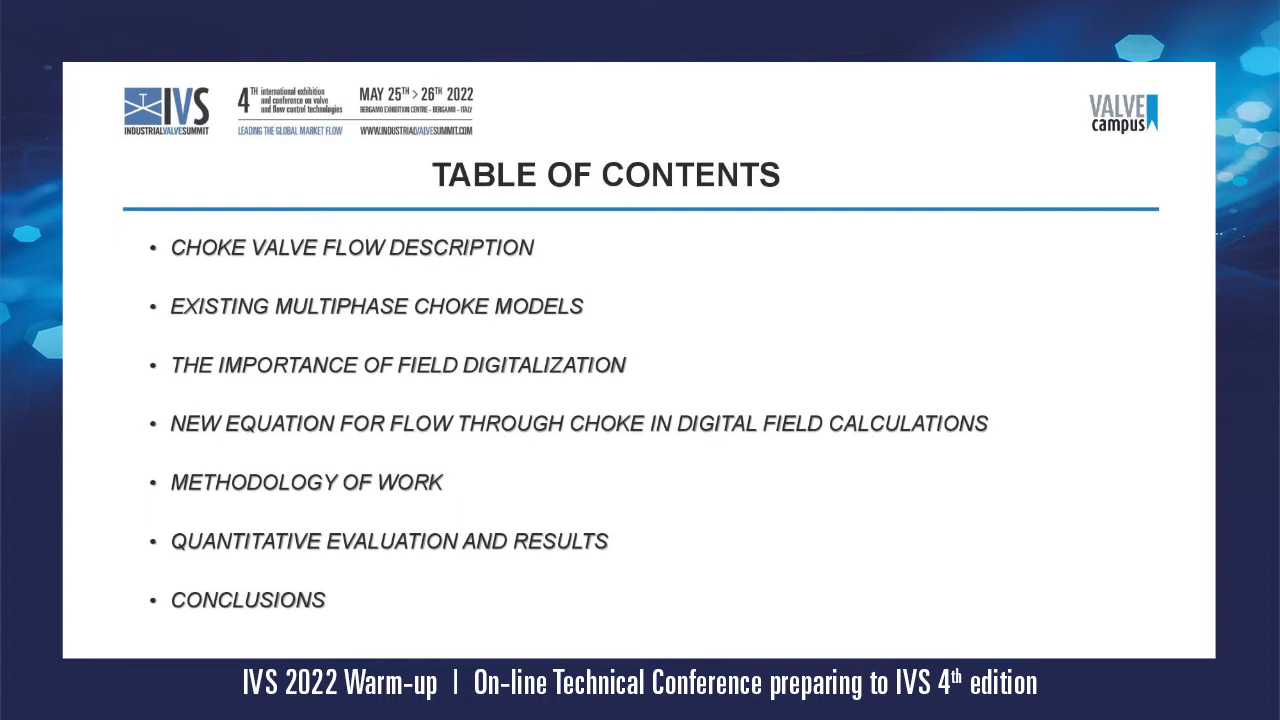 IVS
INDUSTRIALVALVESUMMIT
4TH international exhibition
and conference on valve
and flow control technologies
LEADING THE GLOBAL MARKET FLOW
MAY 25TH > 26TH 2022
BERGAMO EXHIBITION CENTRE - BERGAMO - ITALY
WWW.INDUSTRIALVALVESUMMIT.COM
VALVE
campus
TABLE OF CONTENTS
• CHOKE VALVE FLOW DESCRIPTION
• EXISTING MULTIPHASE CHOKE MODELS
• THE IMPORTANCE OF FIELD DIGITALIZATION
• NEW EQUATION FOR FLOW THROUGH CHOKE IN DIGITAL FIELD CALCULATIONS
• METHODOLOGY OF WORK
• QUANTITATIVE EVALUATION AND RESULTS
• CONCLUSIONS
IVS 2022 Warm-up | On-line Technical Conference preparing to IVS 4th edition